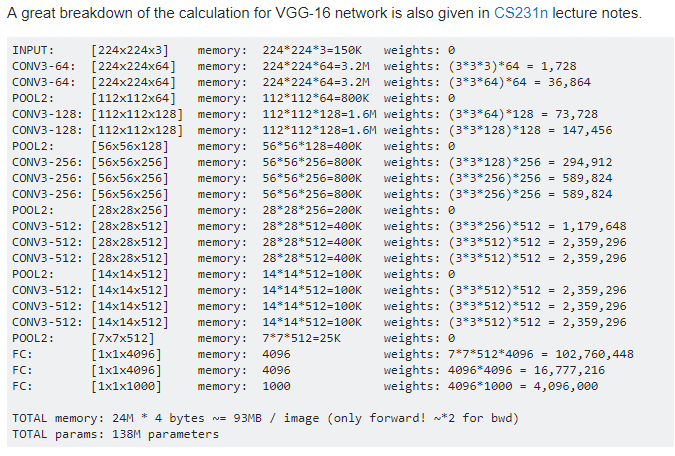 A great breakdown of the calculation for VGG-16 network is also given in CS231n lecture notes.
INPUT: [224x224x3] memory: 224*224*3=150K weights: 0
CONV3-64: [224x224x64] memory: 224*224*64=3.2M weights: (3*3*3)*64 = 1,728
CONV3-64: [224x224x64] memory: 224*224*64=3.2M weights: (3*3*64)*64 = 36,864
POOL2: [112x112x64] memory: 112*112*64=800K weights: 0
CONV3-128: [112x112x128] memory: 112*112*128=1.6M weights: (3*3*64)*128 = 73,728
CONV3-128: [112x112x128] memory: 112*112*128=1.6M weights: (3*3*128)*128 = 147,456
POOL2: [56x56x128] memory: 56*56*128=400K weights: 0
CONV3-256: [56x56x256] memory: 56*56*256=800K weights: (3*3*128)*256 = 294,912
CONV3-256: [56x56x256] memory: 56*56*256=800K weights: (3*3*256)*256 = 589,824
CONV3-256: [56x56x256] memory: 56*56*256=800K weights: (3*3*256)*256 = 589,824
POOL2: [28x28x256] memory: 28*28*256=200K weights: 0
CONV3-512: [28x28x512] memory: 28*28*512=400K weights: (3*3*256)*512 = 1,179,648
CONV3-512: [28x28x512] memory: 28*28*512=400K weights: (3*3*512)*512 = 2,359,296
CONV3-512: [28x28x512] memory: 28*28*512=400K weights: (3*3*512)*512 = 2,359,296
POOL2: [14x14x512] memory: 14*14*512=100K weights: 0
CONV3-512: [14x14x512] memory: 14*14*512=100K weights: (3*3*512)*512 = 2,359,296
CONV3-512: [14x14x512] memory: 14*14*512=100K weights: (3*3*512)*512 = 2,359,296
CONV3-512: [14x14x512] memory: 14*14*512=100K weights: (3*3*512)*512 = 2,359,296
POOL2: [7x7x512] memory: 7*7*512=25K weights: 0
FC: [1x1x4096] memory: 4096 weights: 7*7*512*4096 = 102,760,448
FC: [1x1x4096] memory: 4096 weights: 4096*4096 = 16,777,216
FC: [1x1x1000] memory: 1000 weights: 4096*1000 = 4,096,000
TOTAL memory: 24M * 4 bytes ~= 93MB / image (only forward! ~*2 for bwd)
TOTAL params: 138M parameters